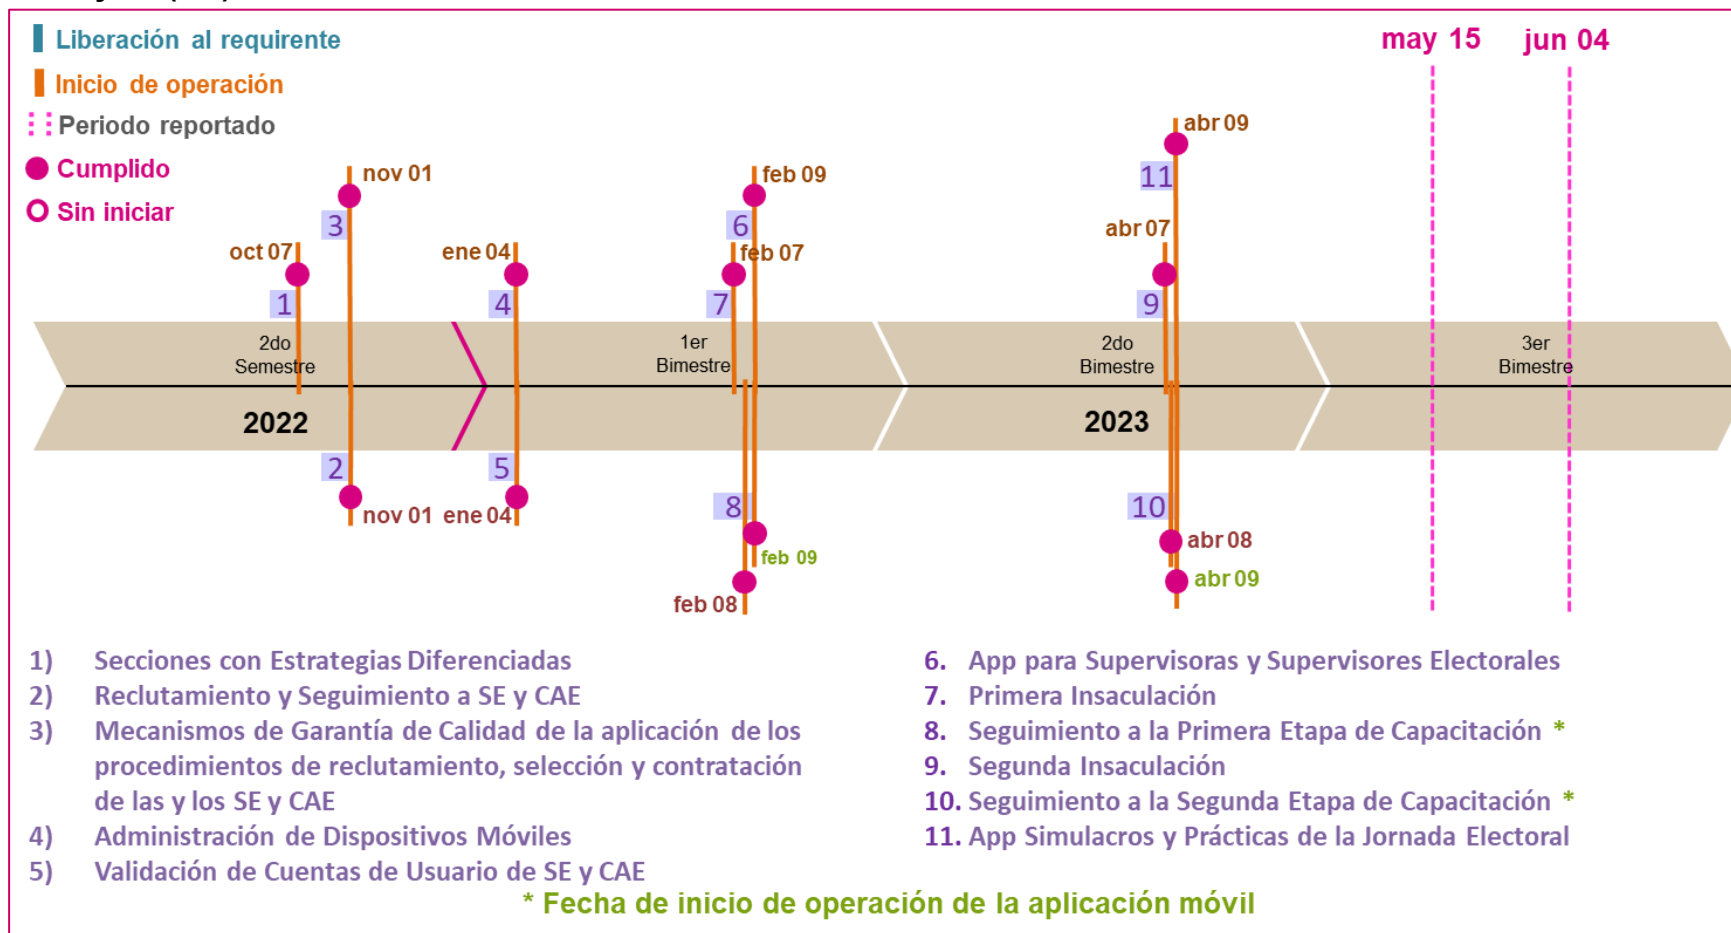 Liberación al requirente
Inicio de operación
Periodo reportado
Cumplido
Sin iniciar
may 15
jun 04
abr 09
nov 01
feb 09
11
3
6
abr 07
oct 07
ene 04
feb 07
1
4
7
9
2do
Semestre
1er
Bimestre
2do
Bimestre
3er
Bimestre
2022
2023
2
5
8
10
nov 01
ene 04
feb 09
feb 08
abr 08
abr 09
1) Secciones con Estrategias Diferenciadas
2) Reclutamiento y Seguimiento a SE y CAE
3) Mecanismos de Garantía de Calidad de la aplicación de los
procedimientos de reclutamiento, selección y contratación
de las y los SE y CAE
4) Administración de Dispositivos Móviles
5) Validación de Cuentas de Usuario de SE y CAE
6. App para Supervisoras y Supervisores Electorales
7. Primera Insaculación
8. Seguimiento a la Primera Etapa de Capacitación *
9. Segunda Insaculación
10. Seguimiento a la Segunda Etapa de Capacitación *
11. App Simulacros y Prácticas de la Jornada Electoral
* Fecha de inicio de operación de la aplicación móvil